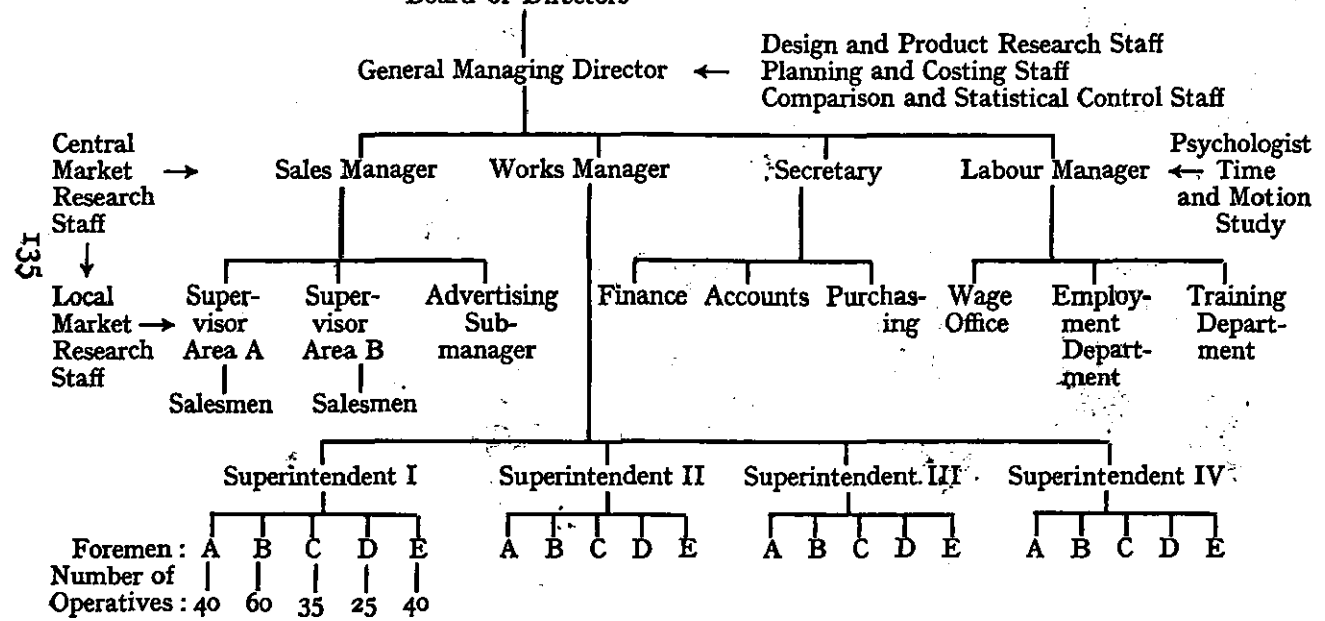 Board of Directors
General Managing Director ←
Design and Product Research Staff
Planning and Costing Staff
Comparison and Statistical Control Staff
Central
Market →
Research
Staff
↓
Sales Manager
Works Manager
Secretary
Labour Manager
Psychologist
← Time
and Motion
Study
135
Local
Market →
Research
Staff
Super-
visor
Area A
Super-
visor
Area B
Advertising
Sub-
manager
Finance
Accounts
Purchas-
ing
Wage
Office
Employ-
ment
Depart-
ment
Training
Depart-
ment
Salesmen
Salesmen
Superintendent I
Superintendent II
Superintendent III
Superintendent IV
Foremen : A B C D E
A B C D E
A B C D E
A B C D E
Number of
Operatives : 40 60 35 25 40